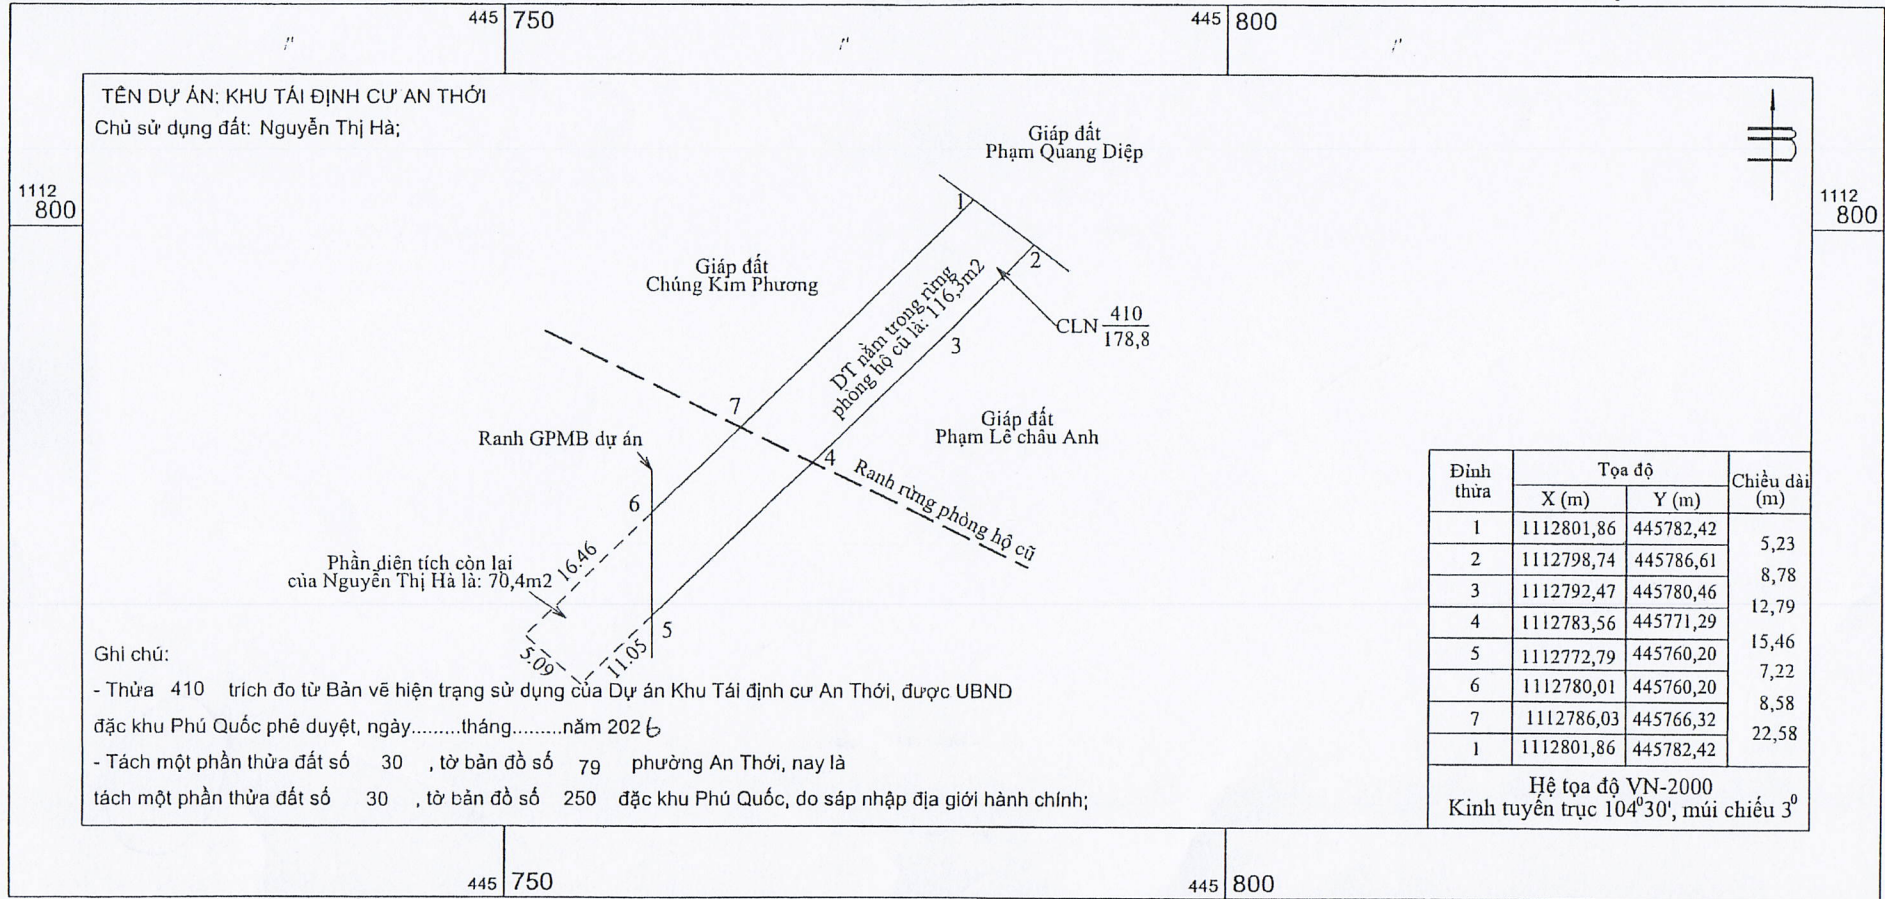 445 750
445 800
TÊN DỰ ÁN: KHU TÁI ĐỊNH CƯ AN THỚI
Chủ sử dụng đất: Nguyễn Thị Hà;
Giáp đất
Phạm Quang Diệp
1112
800
1112
800
1
2
Giáp đất
Chúng Kim Phương
DT nằm trong rừng
phòng hộ cũ là: 116,3m2
CLN 410
178,8
3
7
Giáp đất
Phạm Lê châu Anh
Ranh GPMB dự án
4
Ranh rừng phòng hộ cũ
6
16.46
Phần diện tích còn lại
của Nguyễn Thị Hà là: 70,4m2
5
5.09
11.05
Đỉnh thửa Tọa độ Chiều dài (m)
X (m) Y (m)
1 1112801,86 445782,42
5,23
2 1112798,74 445786,61
8,78
3 1112792,47 445780,46
12,79
4 1112783,56 445771,29
15,46
5 1112772,79 445760,20
7,22
6 1112780,01 445760,20
8,58
7 1112786,03 445766,32
22,58
1 1112801,86 445782,42
Hệ tọa độ VN-2000
Kinh tuyến trục 104⁰30', múi chiếu 3⁰
Ghi chú:
- Thửa 410 trích đo từ Bản vẽ hiện trạng sử dụng của Dự án Khu Tái định cư An Thới, được UBND
đặc khu Phú Quốc phê duyệt, ngày.........tháng.........năm 2026
- Tách một phần thửa đất số 30 , tờ bản đồ số 79 phường An Thới, nay là
tách một phần thửa đất số 30 , tờ bản đồ số 250 đặc khu Phú Quốc, do sáp nhập địa giới hành chính;
445 750
445 800